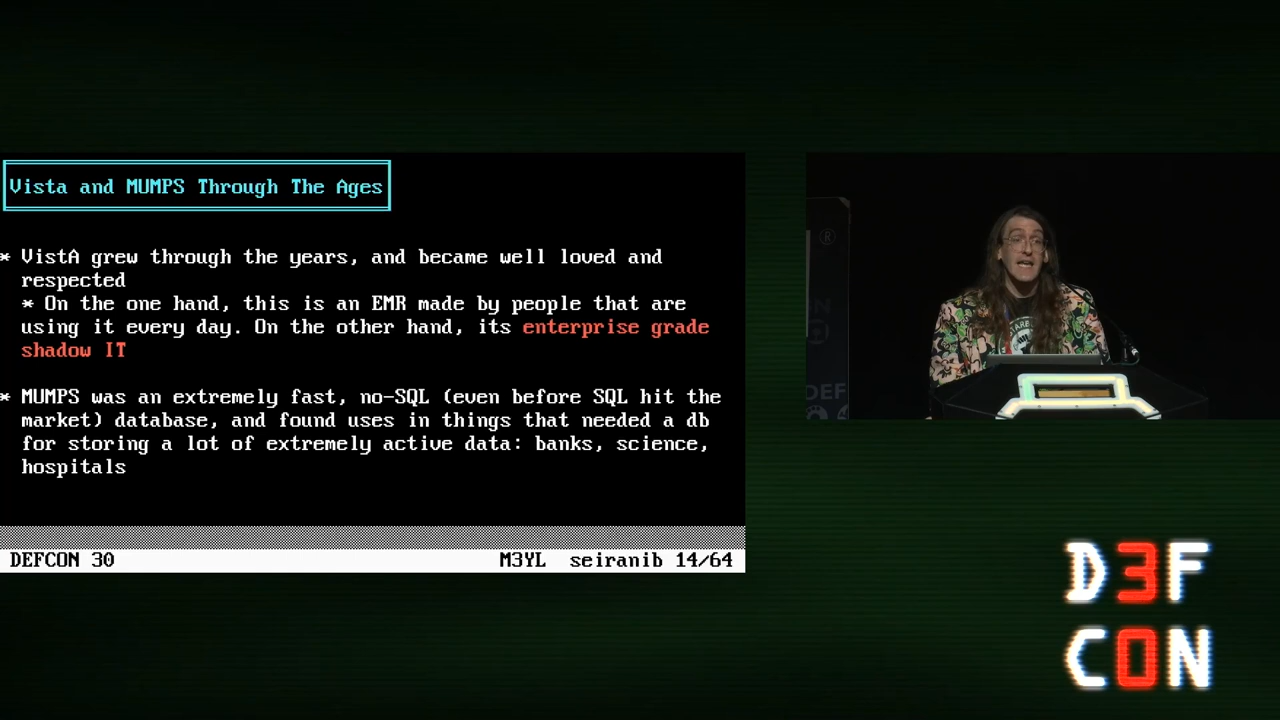 Vista and MUMPS Through The Ages
* VistA grew through the years, and became well loved and
respected
* On the one hand, this is an EMR made by people that are
using it every day. On the other hand, its enterprise grade
shadow IT
* MUMPS was an extremely fast, no-SQL (even before SQL hit the
market) database, and found uses in things that needed a db
for storing a lot of extremely active data: banks, science,
hospitals
DEFCON 30
M3YL seiranib 14/64
®
DEF
D3F
C0N